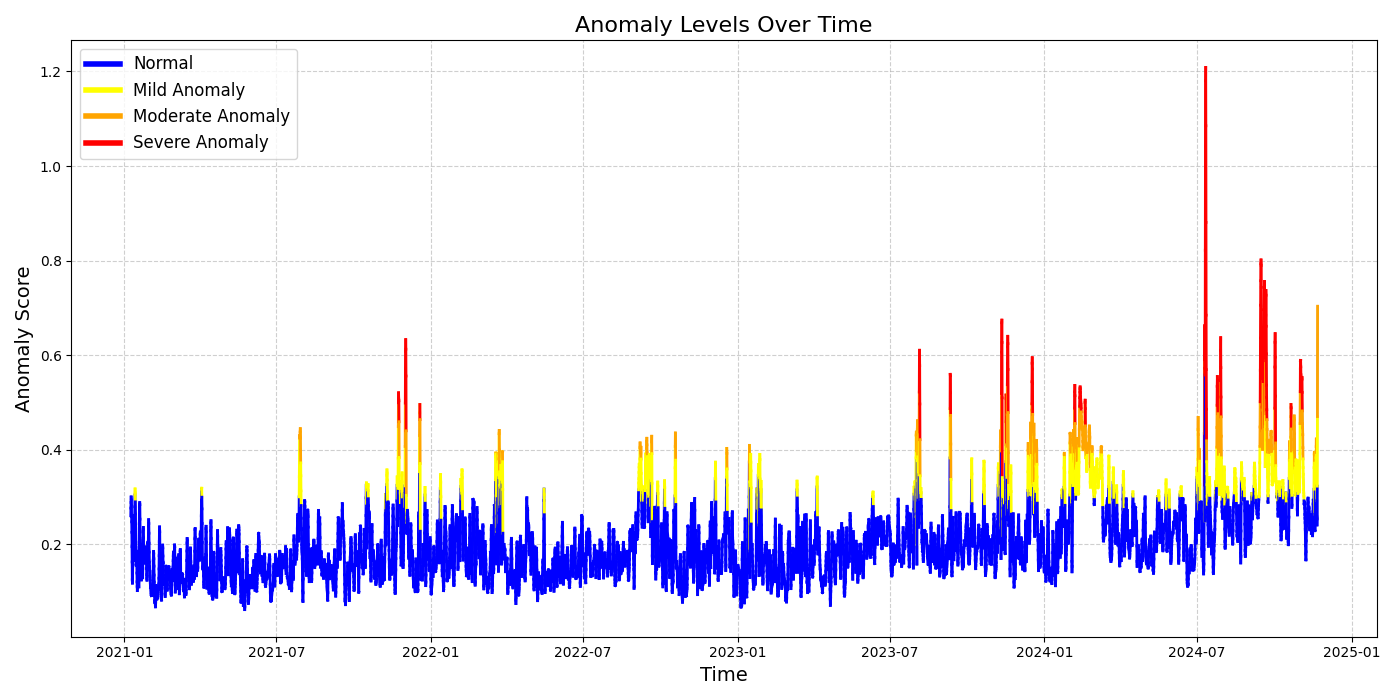 Anomaly Levels Over Time
Normal
Mild Anomaly
Moderate Anomaly
Severe Anomaly
Anomaly Score
1.2
1.0
0.8
0.6
0.4
0.2
2021-01 2021-07 2022-01 2022-07 2023-01 2023-07 2024-01 2024-07 2025-01
Time